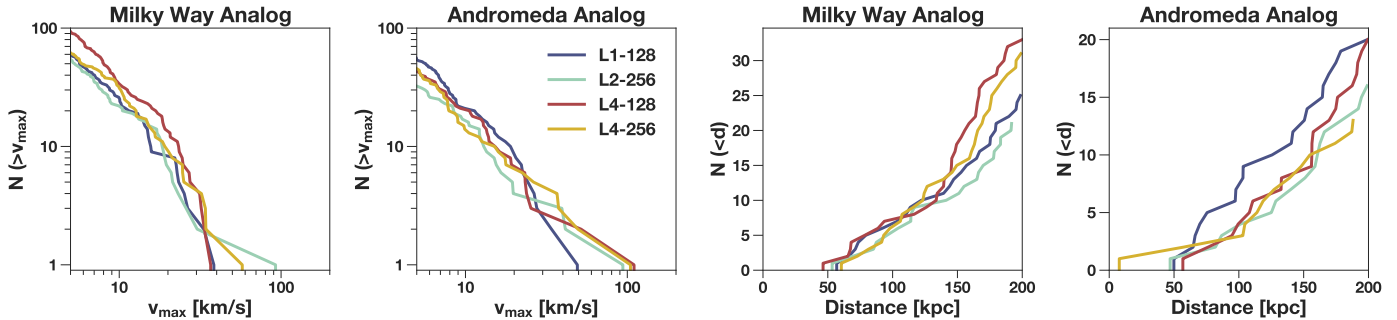 Milky Way Analog
100
10
1
N (>vmax)
10
100
vmax [km/s]
Andromeda Analog
100
10
1
N (>vmax)
10
100
vmax [km/s]
L1-128
L2-256
L4-128
L4-256
Milky Way Analog
30
25
20
15
10
5
0
N (<d)
0
50
100
150
200
Distance [kpc]
Andromeda Analog
20
15
10
5
0
N (<d)
0
50
100
150
200
Distance [kpc]